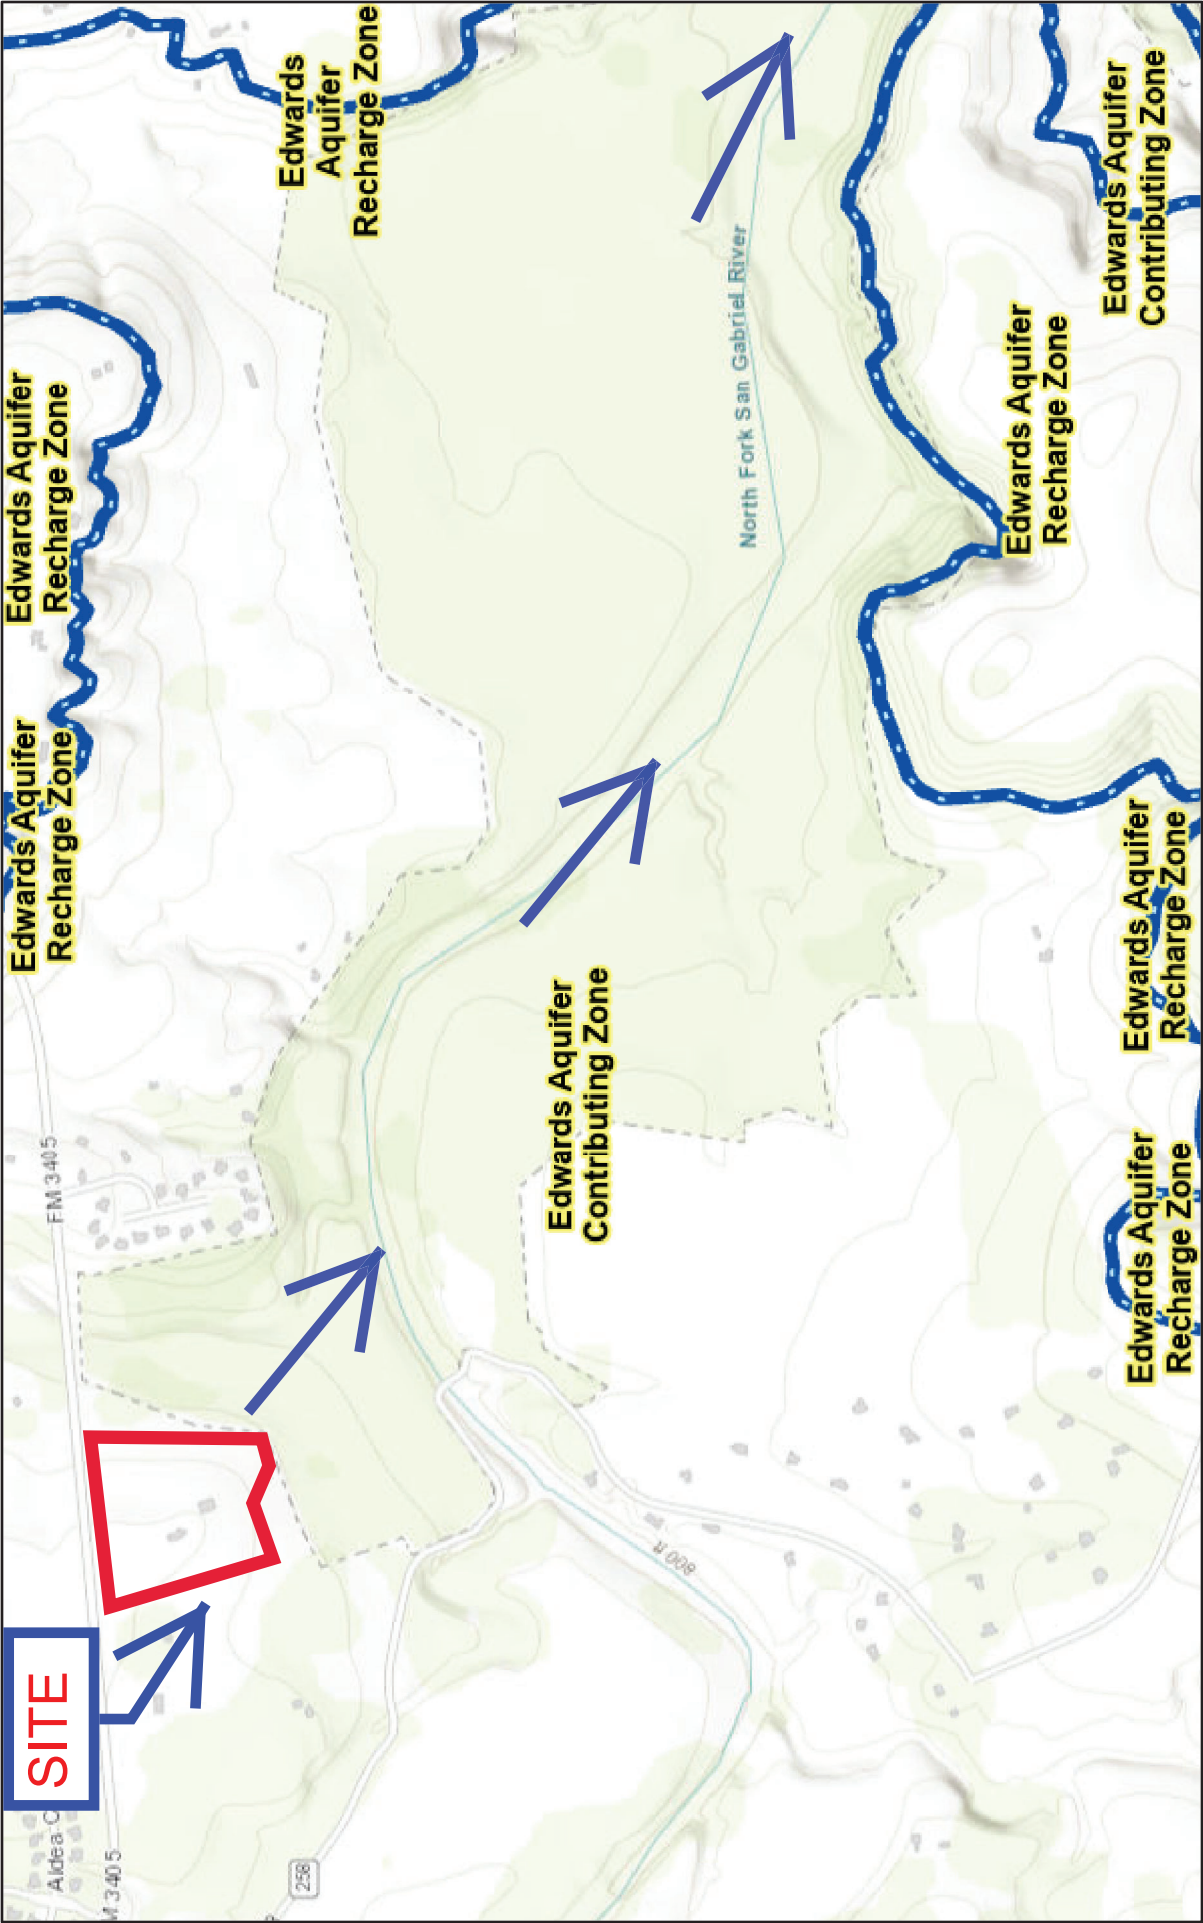 SITE
Edwards Aquifer
Recharge Zone
Edwards Aquifer
Recharge Zone
Aldea
FM 3405
M 3405
258
Edwards
Aquifer
Recharge Zone
Edwards Aquifer
Contributing Zone
800 ft
North Fork San Gabriel River
Edwards Aquifer
Recharge Zone
Edwards Aquifer
Contributing Zone
Edwards Aquifer
Recharge Zone
Edwards Aquifer
Recharge Zone